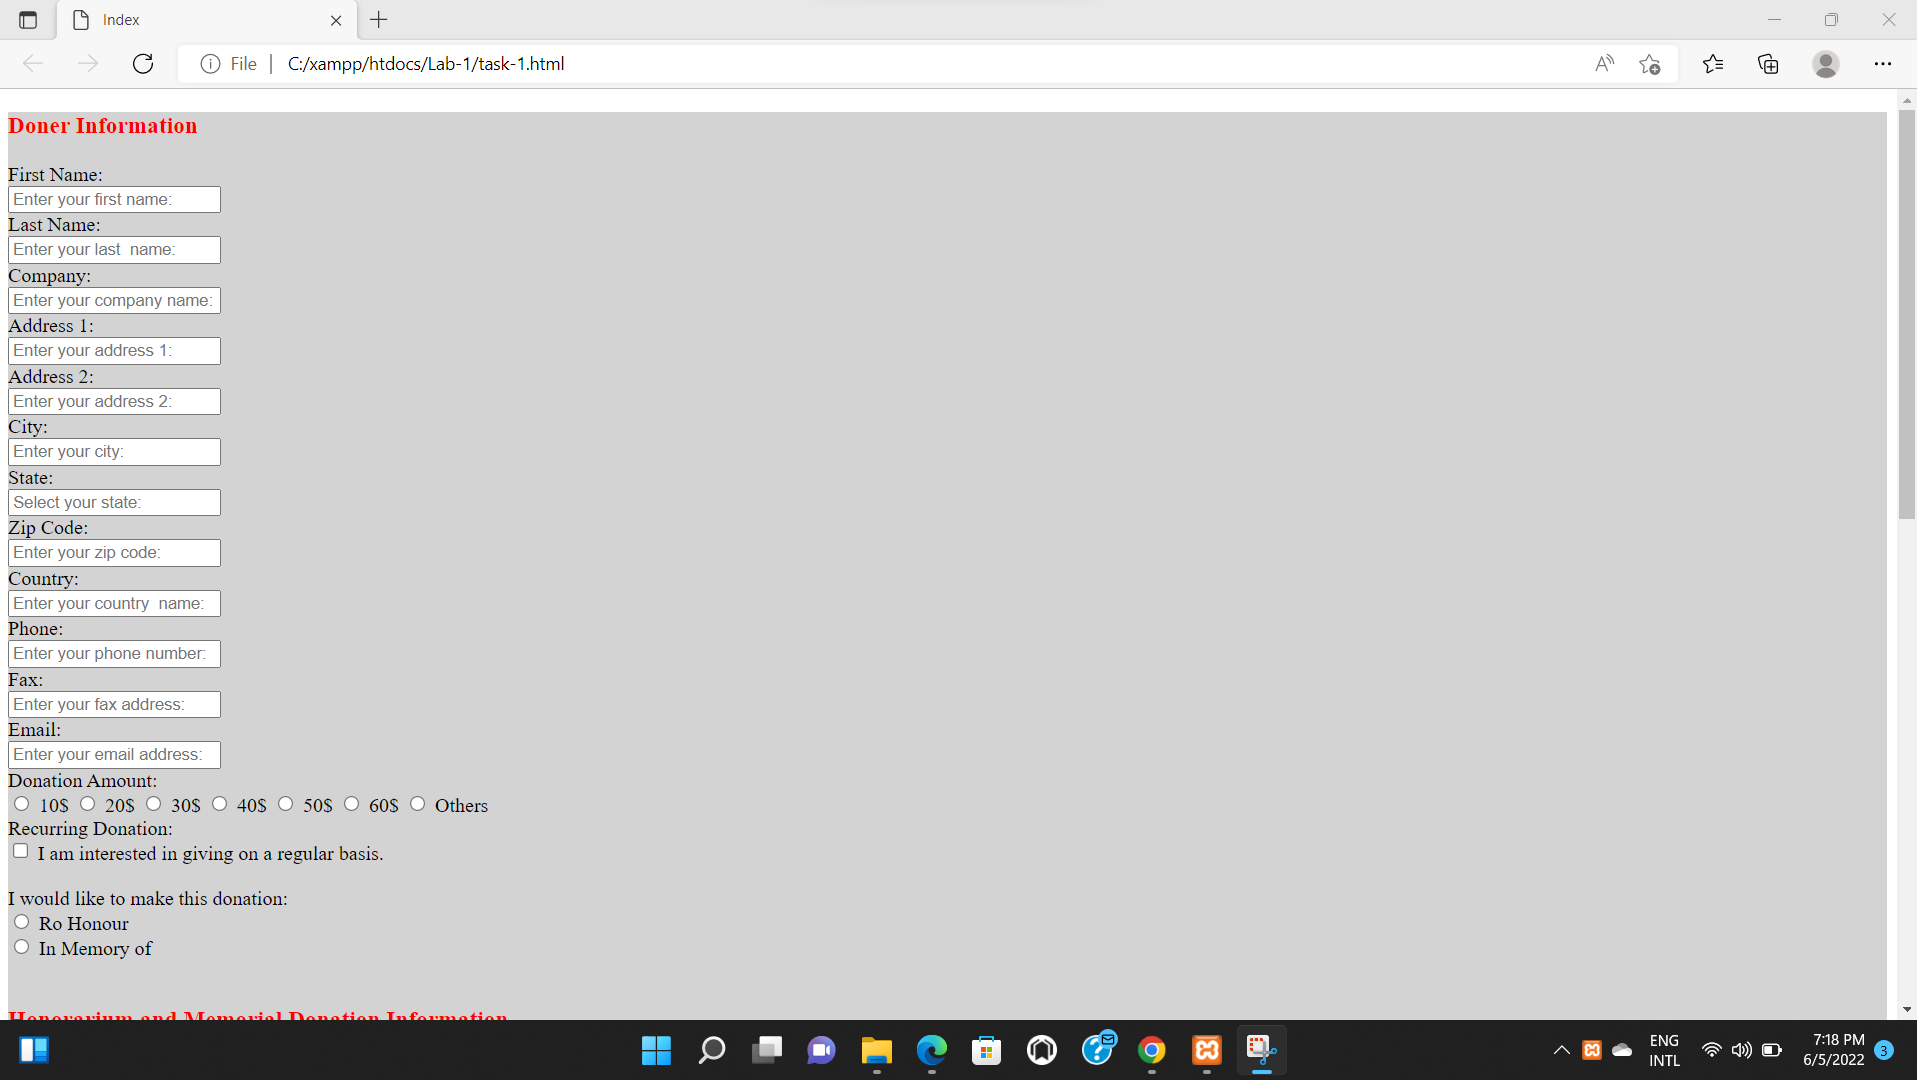 Index
File
C:/xampp/htdocs/Lab-1/task-1.html
Doner Information
First Name:
Enter your first name:
Last Name:
Enter your last  name:
Company:
Enter your company name:
Address 1:
Enter your address 1:
Address 2:
Enter your address 2:
City:
Enter your city:
State:
Select your state:
Zip Code:
Enter your zip code:
Country:
Enter your country  name:
Phone:
Enter your phone number:
Fax:
Enter your fax address:
Email:
Enter your email address:
Donation Amount:
10$ 20$ 30$ 40$ 50$ 60$ Others
Recurring Donation:
I am interested in giving on a regular basis.
I would like to make this donation:
Ro Honour
In Memory of
Honorarium and Memorial Donation Information
ENG
INTL
7:18 PM
6/5/2022
3